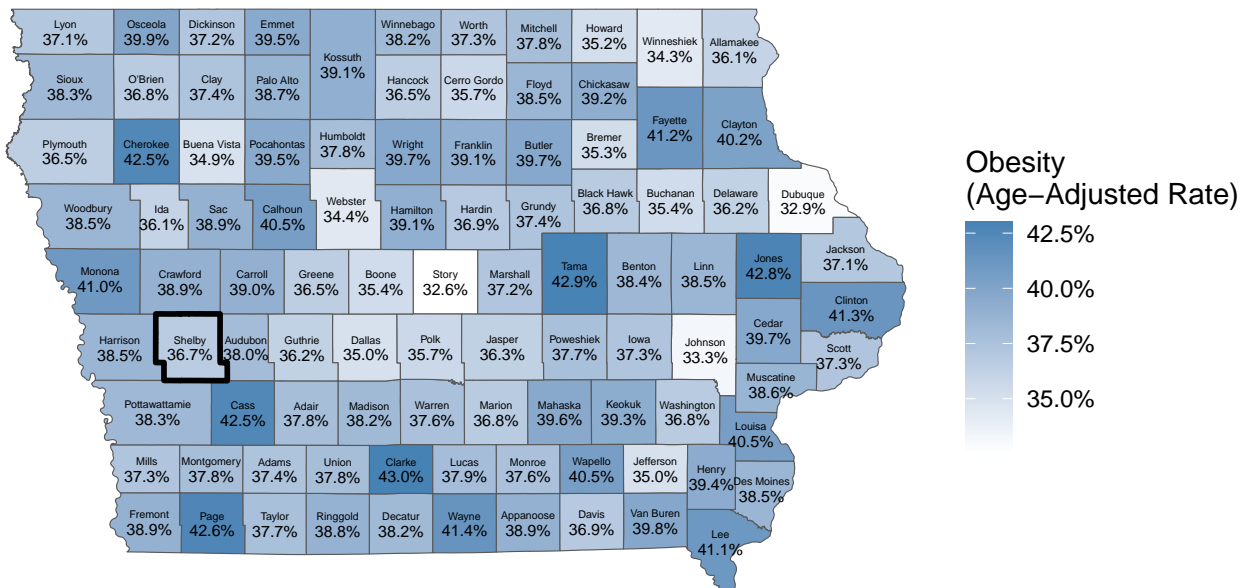 Lyon
37.1%
Osceola
39.9%
Dickinson
37.2%
Emmet
39.5%
Kossuth
39.1%
Winnebago
38.2%
Worth
37.3%
Mitchell
37.8%
Howard
35.2%
Winneshiek
34.3%
Allamakee
36.1%
Sioux
38.3%
O'Brien
36.8%
Clay
37.4%
Palo Alto
38.7%
Hancock
36.5%
Cerro Gordo
35.7%
Floyd
38.5%
Chickasaw
39.2%
Fayette
41.2%
Clayton
40.2%
Plymouth
36.5%
Cherokee
42.5%
Buena Vista
34.9%
Pocahontas
39.5%
Humboldt
37.8%
Wright
39.7%
Franklin
39.1%
Butler
39.7%
Bremer
35.3%
Woodbury
38.5%
Ida
36.1%
Sac
38.9%
Calhoun
40.5%
Webster
34.4%
Hamilton
39.1%
Hardin
36.9%
Grundy
37.4%
Black Hawk
36.8%
Buchanan
35.4%
Delaware
36.2%
Dubuque
32.9%
Monona
41.0%
Crawford
38.9%
Carroll
39.0%
Greene
36.5%
Boone
35.4%
Story
32.6%
Marshall
37.2%
Tama
42.9%
Benton
38.4%
Linn
38.5%
Jones
42.8%
Jackson
37.1%
Clinton
41.3%
Harrison
38.5%
Shelby
36.7%
Audubon
38.0%
Guthrie
36.2%
Dallas
35.0%
Polk
35.7%
Jasper
36.3%
Poweshiek
37.7%
Iowa
37.3%
Johnson
33.3%
Cedar
39.7%
Scott
37.3%
Muscatine
38.6%
Pottawattamie
38.3%
Cass
42.5%
Adair
37.8%
Madison
38.2%
Warren
37.6%
Marion
36.8%
Mahaska
39.6%
Keokuk
39.3%
Washington
36.8%
Louisa
40.5%
Mills
37.3%
Montgomery
37.8%
Adams
37.4%
Union
37.8%
Clarke
43.0%
Lucas
37.9%
Monroe
37.6%
Wapello
40.5%
Jefferson
35.0%
Henry
39.4%
Des Moines
38.5%
Fremont
38.9%
Page
42.6%
Taylor
37.7%
Ringgold
38.8%
Decatur
38.2%
Wayne
41.4%
Appanoose
38.9%
Davis
36.9%
Van Buren
39.8%
Lee
41.1%
Obesity
(Age−Adjusted Rate)
42.5%
40.0%
37.5%
35.0%